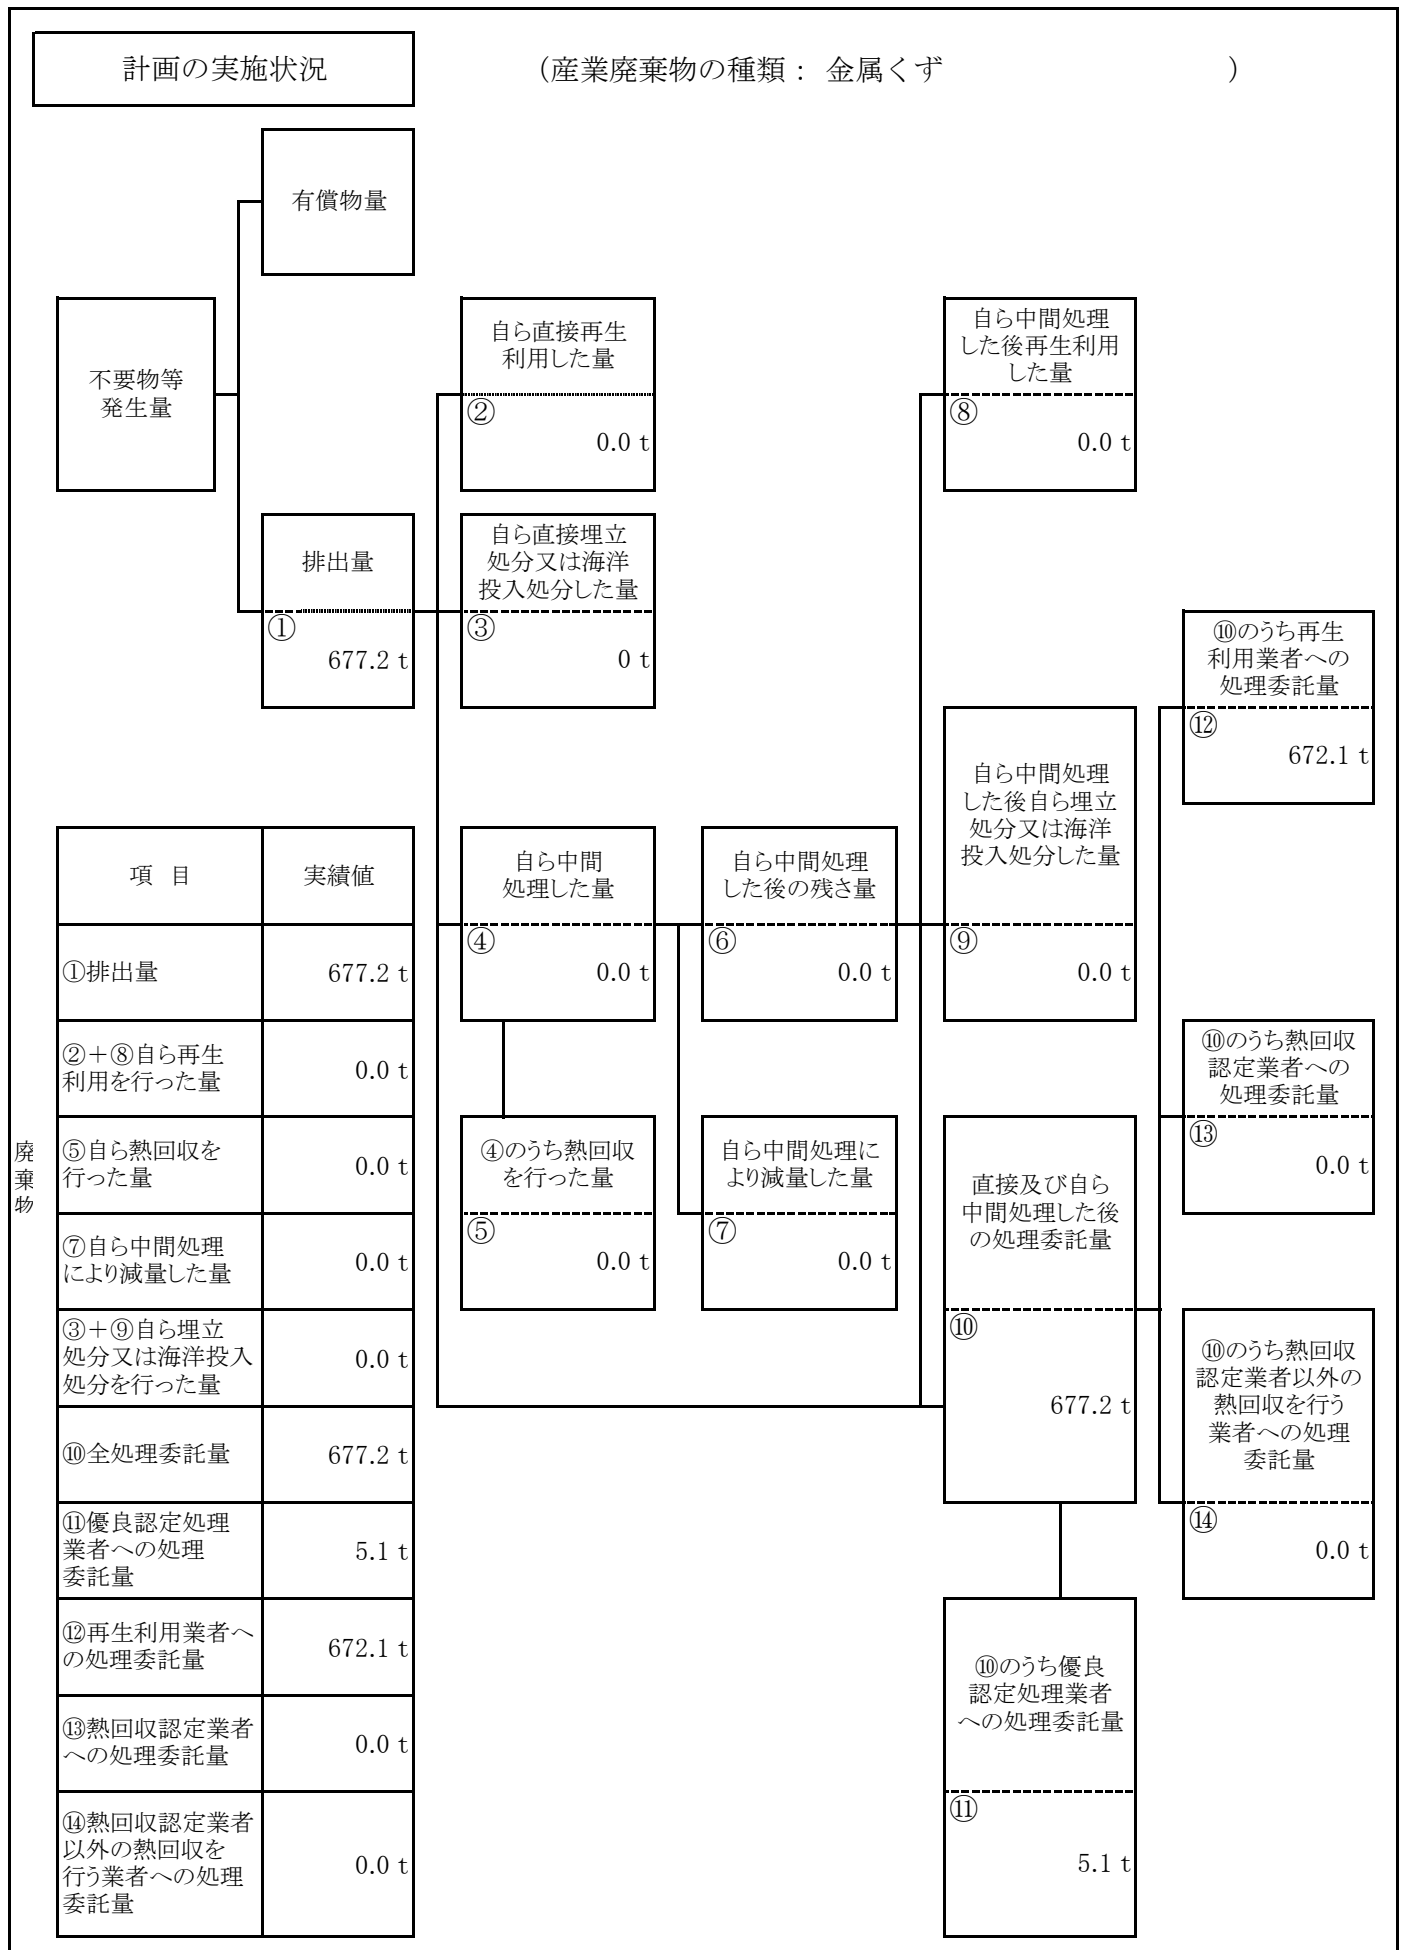 計画の実施状況
（産業廃棄物の種類： 金属くず ）
有償物量
不要物等
発生量
排出量
①
677.2 t
自ら直接再生
利用した量
②
0.0 t
自ら直接埋立
処分又は海洋
投入処分した量
③
0 t
自ら中間
処理した量
④
0.0 t
④のうち熱回収
を行った量
⑤
0.0 t
自ら中間処理
した後の残さ量
⑥
0.0 t
自ら中間処理に
より減量した量
⑦
0.0 t
自ら中間処理
した後再生利用
した量
⑧
0.0 t
自ら中間処理
した後自ら埋立
処分又は海洋
投入処分した量
⑨
0.0 t
直接及び自ら
中間処理した後
の処理委託量
⑩
677.2 t
⑩のうち優良
認定処理業者
への処理委託量
⑪
5.1 t
⑩のうち再生
利用業者への
処理委託量
⑫
672.1 t
⑩のうち熱回収
認定業者への
処理委託量
⑬
0.0 t
⑩のうち熱回収
認定業者以外の
熱回収を行う
業者への処理
委託量
⑭
0.0 t
項 目 実績値
①排出量 677.2 t
②＋⑧自ら再生
利用を行った量
0.0 t
⑤自ら熱回収を
行った量
0.0 t
⑦自ら中間処理
により減量した量
0.0 t
③＋⑨自ら埋立
処分又は海洋投入
処分を行った量
0.0 t
⑩全処理委託量 677.2 t
⑪優良認定処理
業者への処理
委託量
5.1 t
⑫再生利用業者へ
の処理委託量
672.1 t
⑬熱回収認定業者
への処理委託量
0.0 t
⑭熱回収認定業者
以外の熱回収を
行う業者への処理
委託量
0.0 t
廃
棄
物